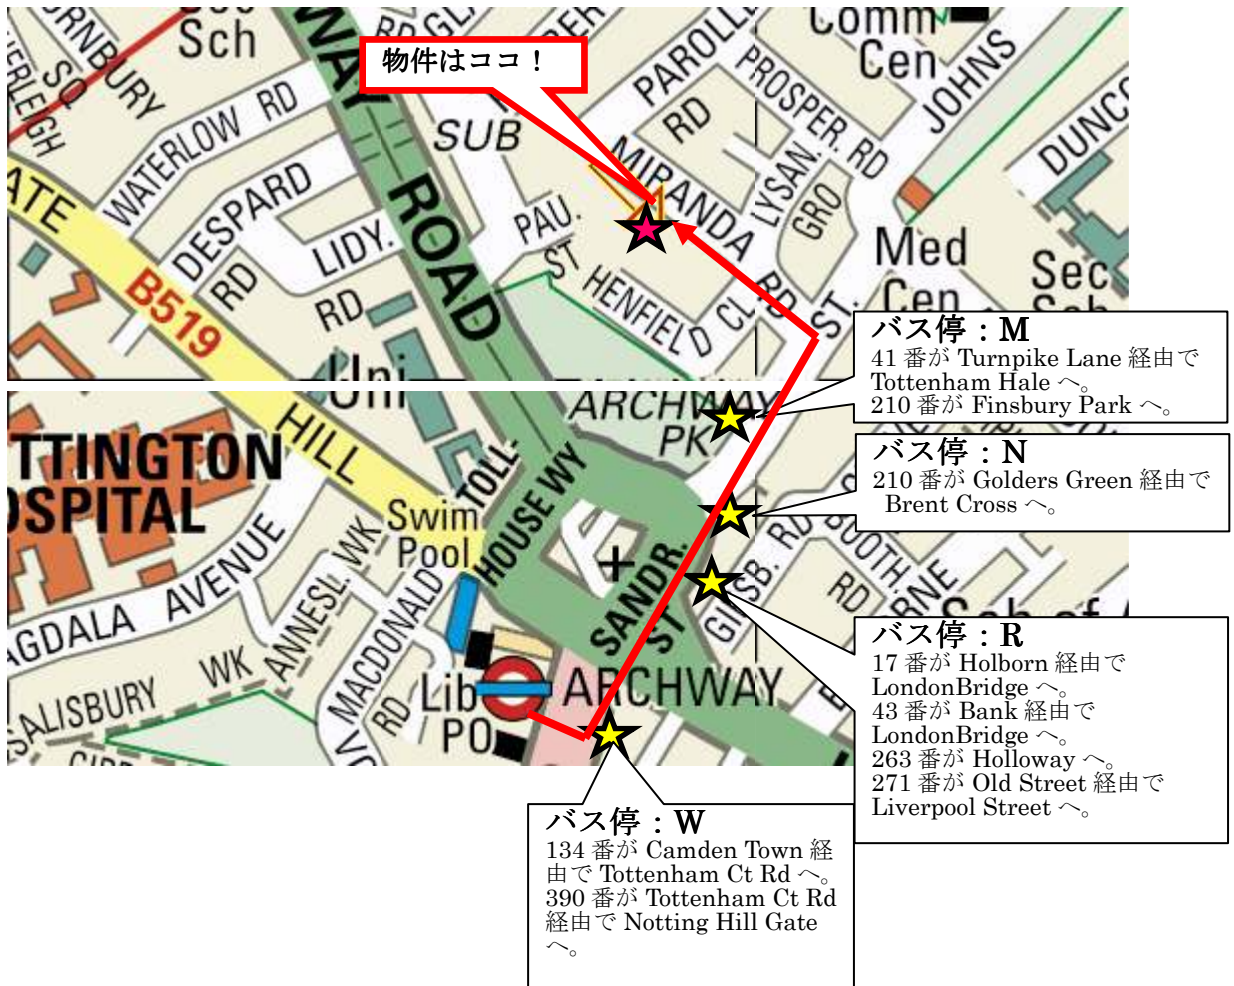 Sch
Comm
Cen
WAY ROAD
物件はココ！
SUB
PAROLL
RD
PROSPER. RD
JOHNS
DUNCO
SQ
WATERLOW RD
DESPARD
RD
LIDY.
RD
PAU.
MIRANDA RD
LYSAN.
GRO
ST
HENFIELD CL
ST.
Med
Cen
Sec
Sch
B519
Uni
HILL
バス停：M
41 番が Turnpike Lane 経由で
Tottenham Hale へ。
210 番が Finsbury Park へ。
ARCHWAY
PK
TTINGTON
OSPITAL
Swim
Pool
TOLL-
HOUSE WY
バス停：N
210 番が Golders Green 経由で
Brent Cross へ。
AGDALA AVENUE
ANNESL. WK
MACDONALD
RD
SANDR.
ST
GIESB. RD
BOOTH.
RD
ALISBURY
WK
Lib
PO
ARCHWAY
バス停：R
17 番が Holborn 経由で
LondonBridge へ。
43 番が Bank 経由で
LondonBridge へ。
263 番が Holloway へ。
271 番が Old Street 経由で
Liverpool Street へ。
バス停：W
134 番が Camden Town 経
由で Tottenham Ct Rd へ。
390 番が Tottenham Ct Rd
経由で Notting Hill Gate
へ。